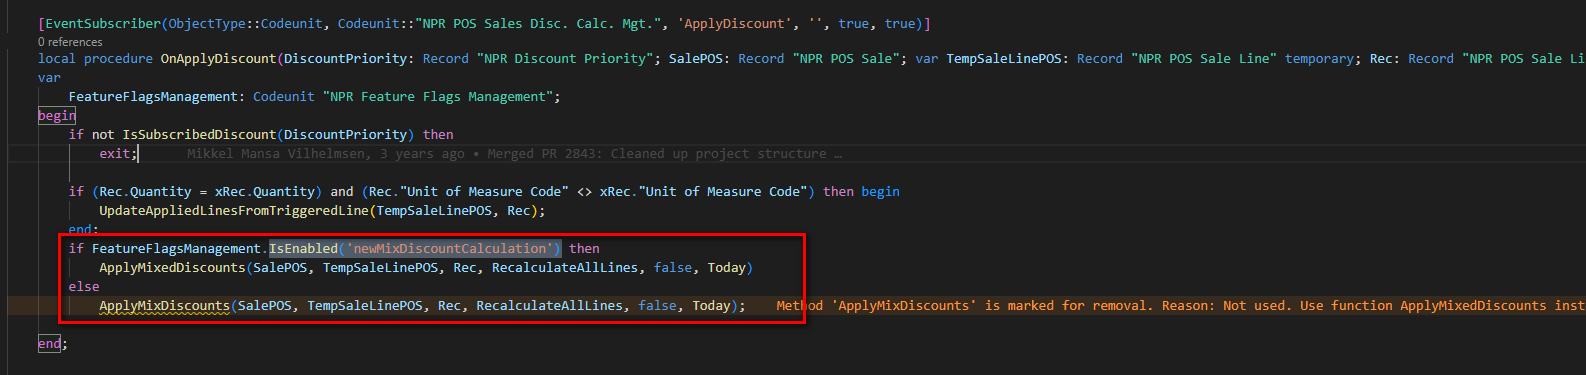 [EventSubscriber(ObjectType::Codeunit, Codeunit::"NPR POS Sales Disc. Calc. Mgt.", 'ApplyDiscount', '', true, true)]
0 references
local procedure OnApplyDiscount(DiscountPriority: Record "NPR Discount Priority"; SalePOS: Record "NPR POS Sale"; var TempSaleLinePOS: Record "NPR POS Sale Line" temporary; Rec: Record "NPR POS Sale Li
var
FeatureFlagsManagement: Codeunit "NPR Feature Flags Management";
begin
if not IsSubscribedDiscount(DiscountPriority) then
exit; Mikkel Mansa Vilhelmsen, 3 years ago • Merged PR 2843: Cleaned up project structure …
if (Rec.Quantity = xRec.Quantity) and (Rec."Unit of Measure Code" <> xRec."Unit of Measure Code") then begin
UpdateAppliedLinesFromTriggeredLine(TempSaleLinePOS, Rec);
end;
if FeatureFlagsManagement.IsEnabled('newMixDiscountCalculation') then
ApplyMixedDiscounts(SalePOS, TempSaleLinePOS, Rec, RecalculateAllLines, false, Today)
else
ApplyMixDiscounts(SalePOS, TempSaleLinePOS, Rec, RecalculateAllLines, false, Today); Method 'ApplyMixDiscounts' is marked for removal. Reason: Not used. Use function ApplyMixedDiscounts inst
end;